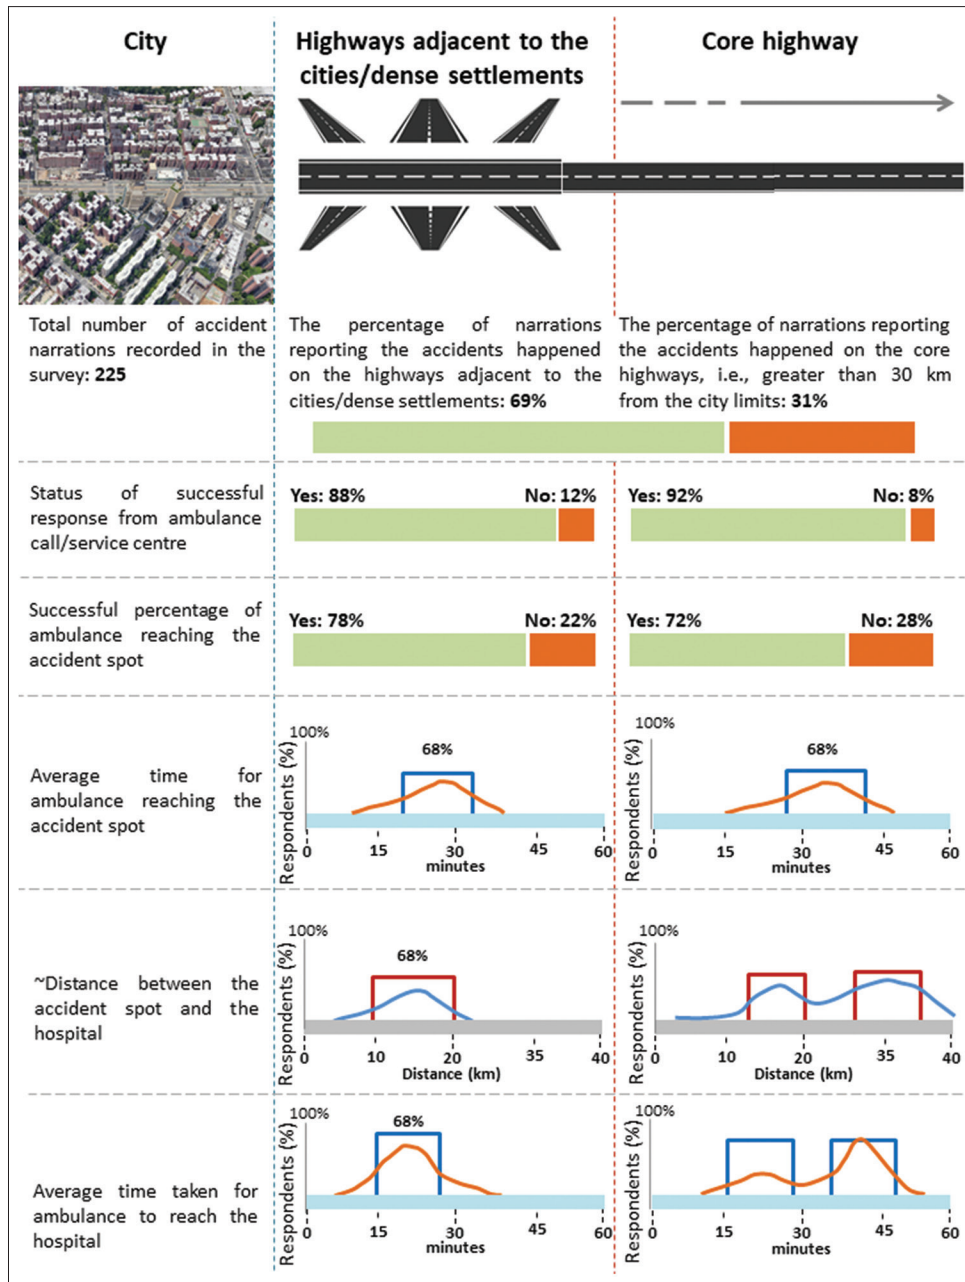 City
Highways adjacent to the
cities/dense settlements
Core highway
Total number of accident
narrations recorded in the
survey: 225
The percentage of narrations
reporting the accidents happened
on the highways adjacent to the
cities/dense settlements: 69%
The percentage of narrations reporting
the accidents happened on the core
highways, i.e., greater than 30 km
from the city limits: 31%
Status of successful
response from ambulance
call/service centre
Yes: 88% No: 12%
Yes: 92% No: 8%
Successful percentage of
ambulance reaching the
accident spot
Yes: 78% No: 22%
Yes: 72% No: 28%
Average time for
ambulance reaching the
accident spot
Respondents (%)
100%
68%
0 15 30 45 60
minutes
Respondents (%)
100%
68%
0 30 45 60
minutes
~Distance between the
accident spot and the
hospital
Respondents (%)
100%
68%
0 10 20 35 40
Distance (km)
Respondents (%)
100%
0 10 20 35 40
Distance (km)
Average time taken for
ambulance to reach the
hospital
Respondents (%)
100%
68%
0 15 30 45 60
minutes
Respondents (%)
100%
0 15 30 45 60
minutes